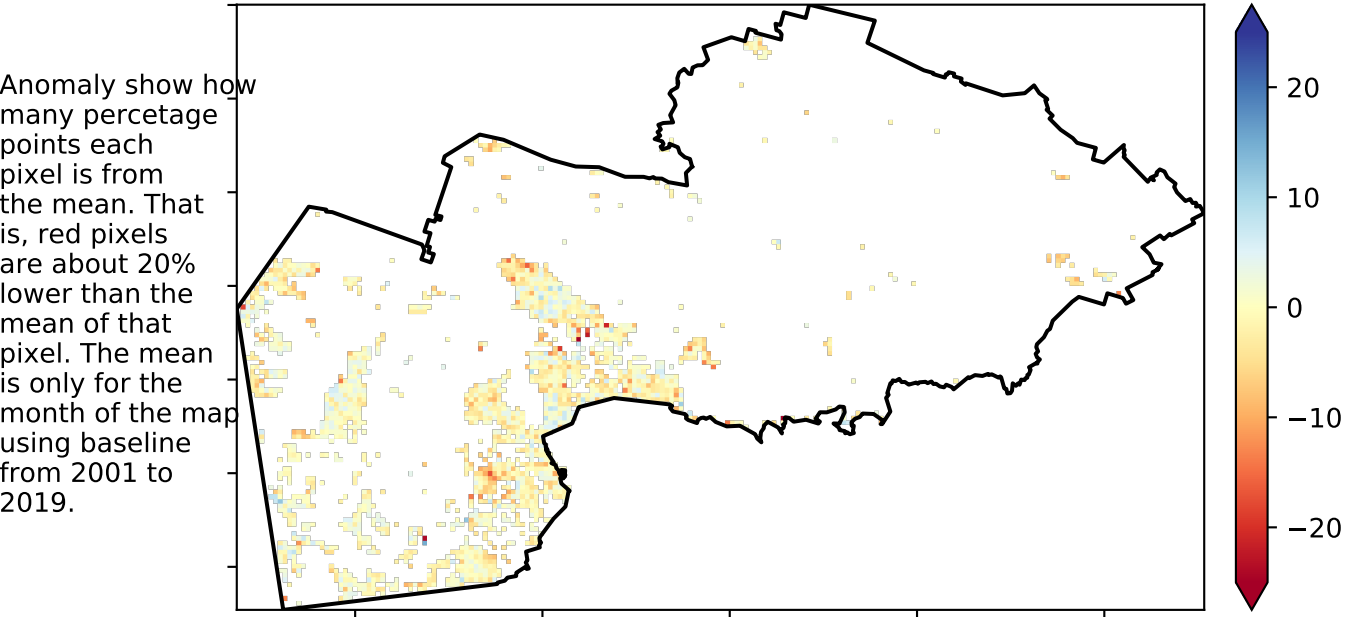 Anomaly show how
many percetage
points each
pixel is from
the mean. That
is, red pixels
are about 20%
lower than the
mean of that
pixel. The mean
is only for the
month of the map
using baseline
from 2001 to
2019.
20
10
0
−10
−20